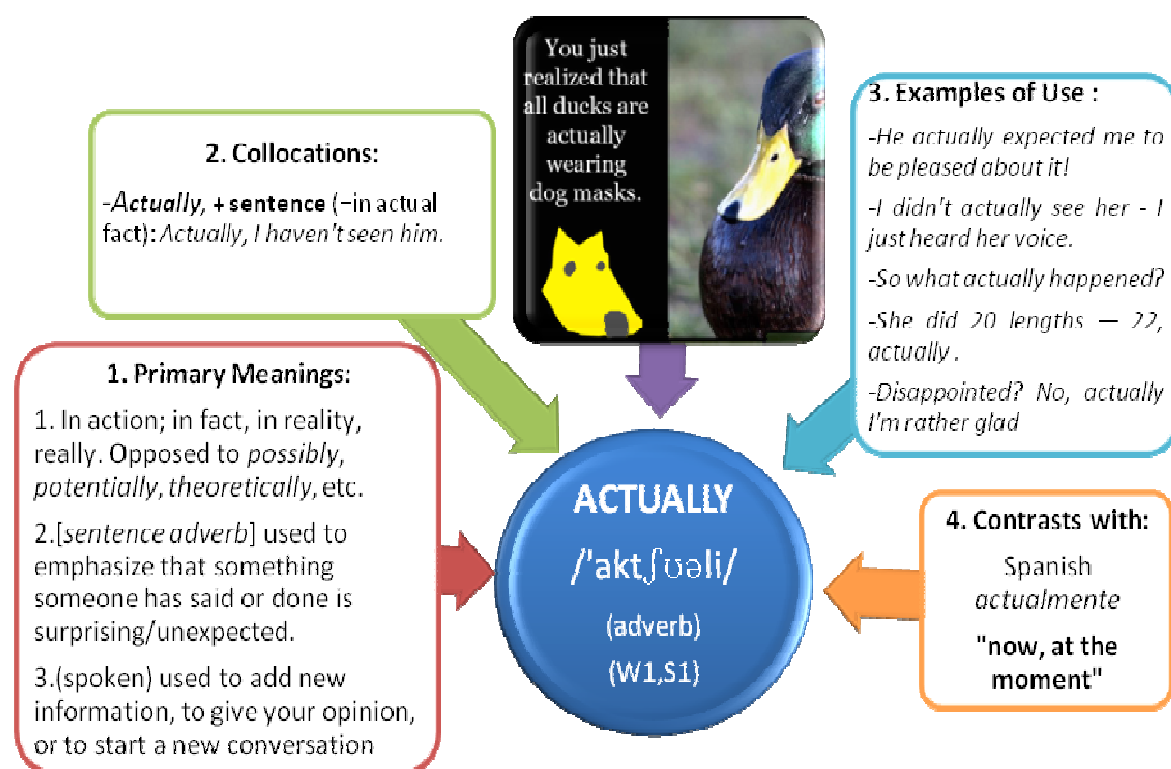 You just
realized that
all ducks are
actually
wearing
dog masks.
2. Collocations:
-Actually, + sentence (−in actual
fact): Actually, I haven't seen him.
1. Primary Meanings:
1. In action; in fact, in reality,
really. Opposed to possibly,
potentially, theoretically, etc.
2.[sentence adverb] used to
emphasize that something
someone has said or done is
surprising/unexpected.
3.(spoken) used to add new
information, to give your opinion,
or to start a new conversation
ACTUALLY
/'aktʃʊəli/
(adverb)
(W1,S1)
3. Examples of Use :
-He actually expected me to
be pleased about it!
-I didn't actually see her - I
just heard her voice.
-So what actually happened?
-She did 20 lengths — 22,
actually .
-Disappointed? No, actually
I'm rather glad
4. Contrasts with:
Spanish
actualmente
"now, at the
moment"